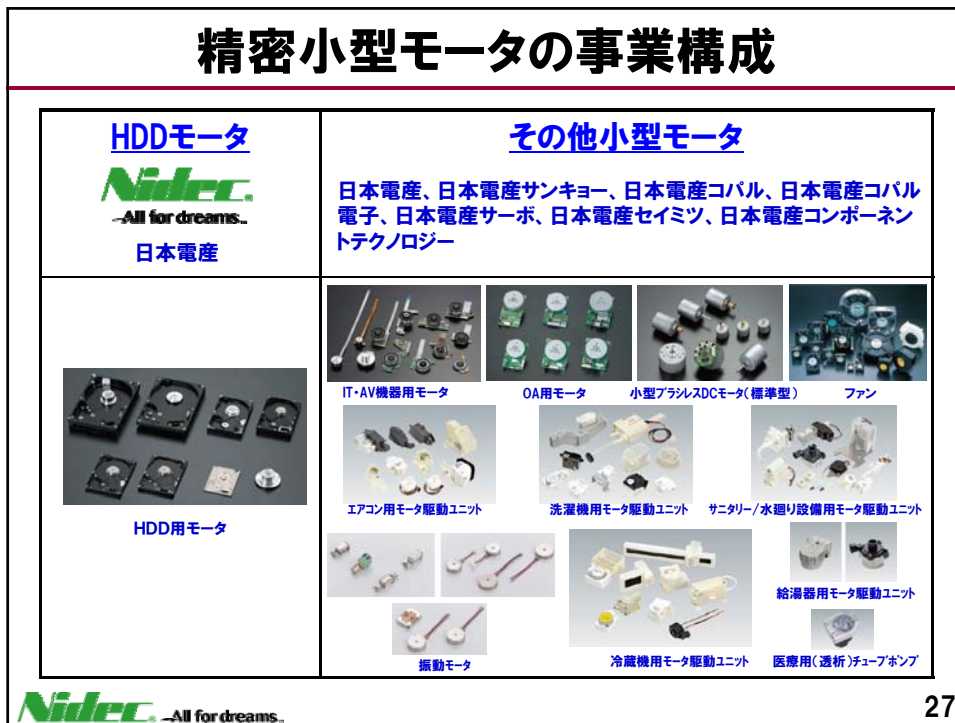 精密小型モータの事業構成
HDDモータ
Nidec
-All for dreams™
日本電産
その他小型モータ
日本電産、日本電産サンキョー、日本電産コパル、日本電産コパル
電子、日本電産サーボ、日本電産セイミツ、日本電産コンポーネン
トテクノロジー
HDD用モータ
IT・AV機器用モータ
OA用モータ
小型ブラシレスDCモータ(標準型)
ファン
エアコン用モータ駆動ユニット
洗濯機用モータ駆動ユニット
サニタリー/水廻り設備用モータ駆動ユニット
振動モータ
冷蔵機用モータ駆動ユニット
給湯器用モータ駆動ユニット
医療用(透析)チューブポンプ
Nidec
-All for dreams™
27